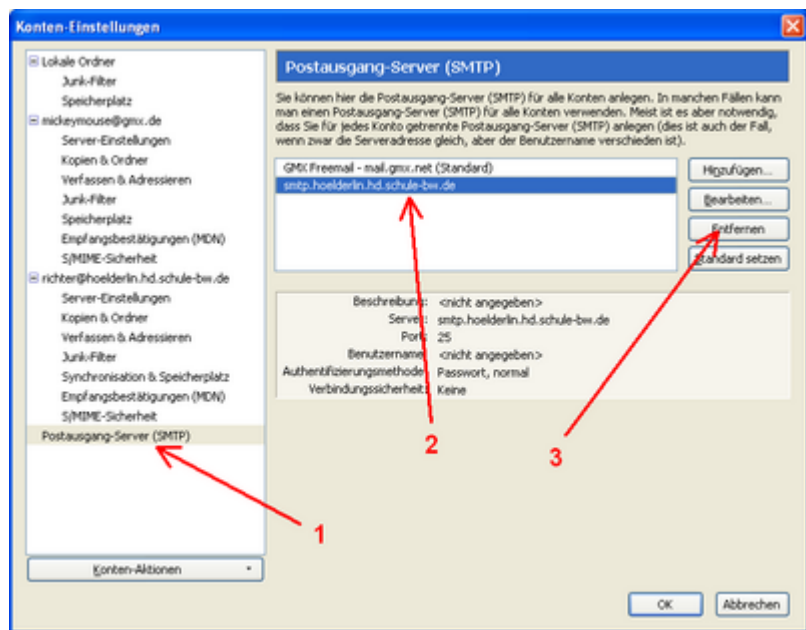 Konten-Einstellungen
Lokale Ordner
Junk-Filter
Speicherplatz
mickeymouse@gmx.de
Server-Einstellungen
Kopien & Ordner
Verfassen & Adressieren
Junk-Filter
Speicherplatz
Empfangsbestätigungen (MDN)
S/MIME-Sicherheit
richter@hoelderlin.hd.schule-bw.de
Server-Einstellungen
Kopien & Ordner
Verfassen & Adressieren
Junk-Filter
Synchronisation & Speicherplatz
Empfangsbestätigungen (MDN)
S/MIME-Sicherheit
Postausgang-Server (SMTP)
1
Konten-Aktionen
Postausgang-Server (SMTP)
Sie können hier die Postausgang-Server (SMTP) für alle Konten anlegen. In manchen Fällen kann
man einen Postausgang-Server (SMTP) für alle Konten verwenden. Meist ist es aber notwendig,
dass Sie für jedes Konto getrennte Postausgang-Server (SMTP) anlegen (dies ist auch der Fall,
wenn zwar die Serveradresse gleich, aber der Benutzername verschieden ist).
GMX Freemail - mail.gmx.net (Standard)
smtp.hoelderlin.hd.schule-bw.de
Hinzufügen...
Bearbeiten...
Entfernen
Standard setzen
Beschreibung: <nicht angegeben>
Server: smtp.hoelderlin.hd.schule-bw.de
Port: 25
Benutzername: <nicht angegeben>
Authentifizierungsmethode: Passwort, normal
Verbindungssicherheit: Keine
2
3
OK
Abbrechen